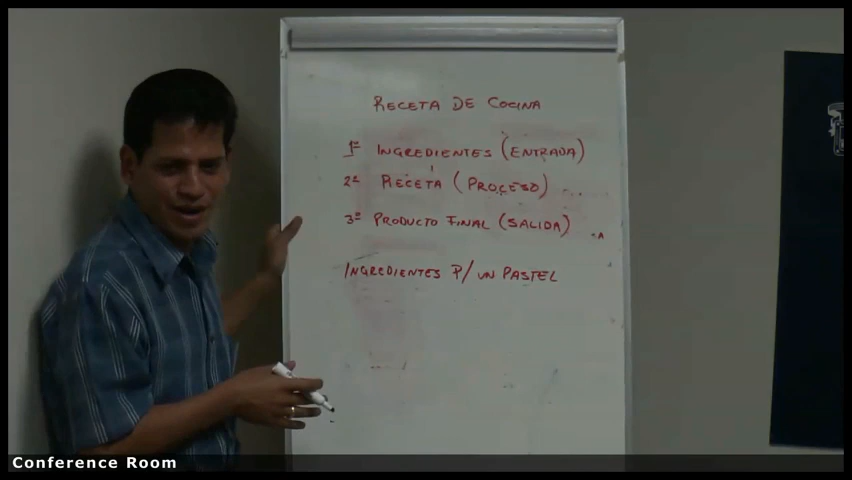 RECETA DE COCINA
1º INGREDIENTES (ENTRADA)
2º RECETA (PROCESO)
3º PRODUCTO FINAL (SALIDA)
INGREDIENTES P/ UN PASTEL
Conference Room